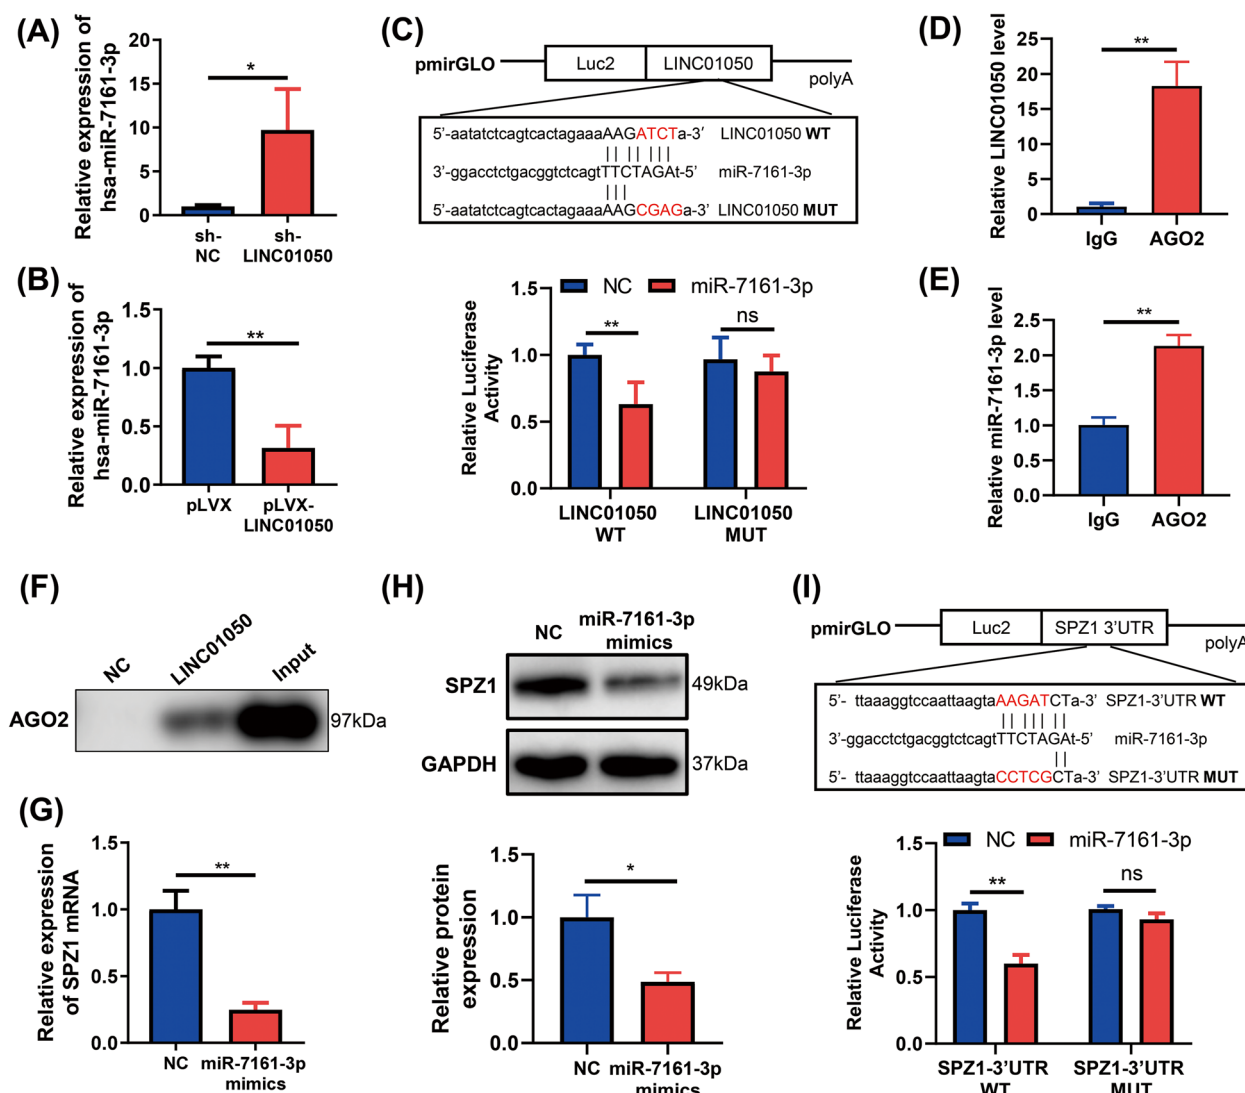 (A)
Relative expression of
hsa-miR-7161-3p
20
15
10
5
0
*
sh-
NC
sh-
LINC01050
(B)
Relative expression of
hsa-miR-7161-3p
1.5
1.0
0.5
0.0
**
pLVX
pLVX-
LINC01050
(C)
pmirGLO
Luc2
LINC01050
polyA
5'-aatatctcagtcactagaaaAAGATCTa-3' LINC01050 WT
3'-ggacctctgacggtctcagtTTCTAGAt-5' miR-7161-3p
5'-aatatctcagtcactagaaaAAGCGAGa-3' LINC01050 MUT
NC
miR-7161-3p
Relative Luciferase
Activity
1.5
1.0
0.5
0.0
**
ns
LINC01050
WT
LINC01050
MUT
(D)
Relative LINC01050 level
25
20
15
10
5
0
**
IgG
AGO2
(E)
Relative miR-7161-3p level
2.5
2.0
1.5
1.0
0.5
0.0
**
IgG
AGO2
(F)
NC
LINC01050
Input
AGO2
97kDa
(G)
Relative expression
of SPZ1 mRNA
1.5
1.0
0.5
0.0
**
NC
miR-7161-3p
mimics
(H)
NC
miR-7161-3p
mimics
SPZ1
49kDa
GAPDH
37kDa
Relative protein
expression
1.5
1.0
0.5
0.0
*
NC
miR-7161-3p
mimics
(I)
pmirGLO
Luc2
SPZ1 3'UTR
polyA
5'- ttaaaggtccaattaagtaAAGATCTa-3' SPZ1-3'UTR WT
3'-ggacctctgacggtctcagtTTCTAGAt-5' miR-7161-3p
5'- ttaaaggtccaattaagtaCCTCGCTa-3' SPZ1-3'UTR MUT
NC
miR-7161-3p
Relative Luciferase
Activity
1.5
1.0
0.5
0.0
**
ns
SPZ1-3'UTR
WT
SPZ1-3'UTR
MUT